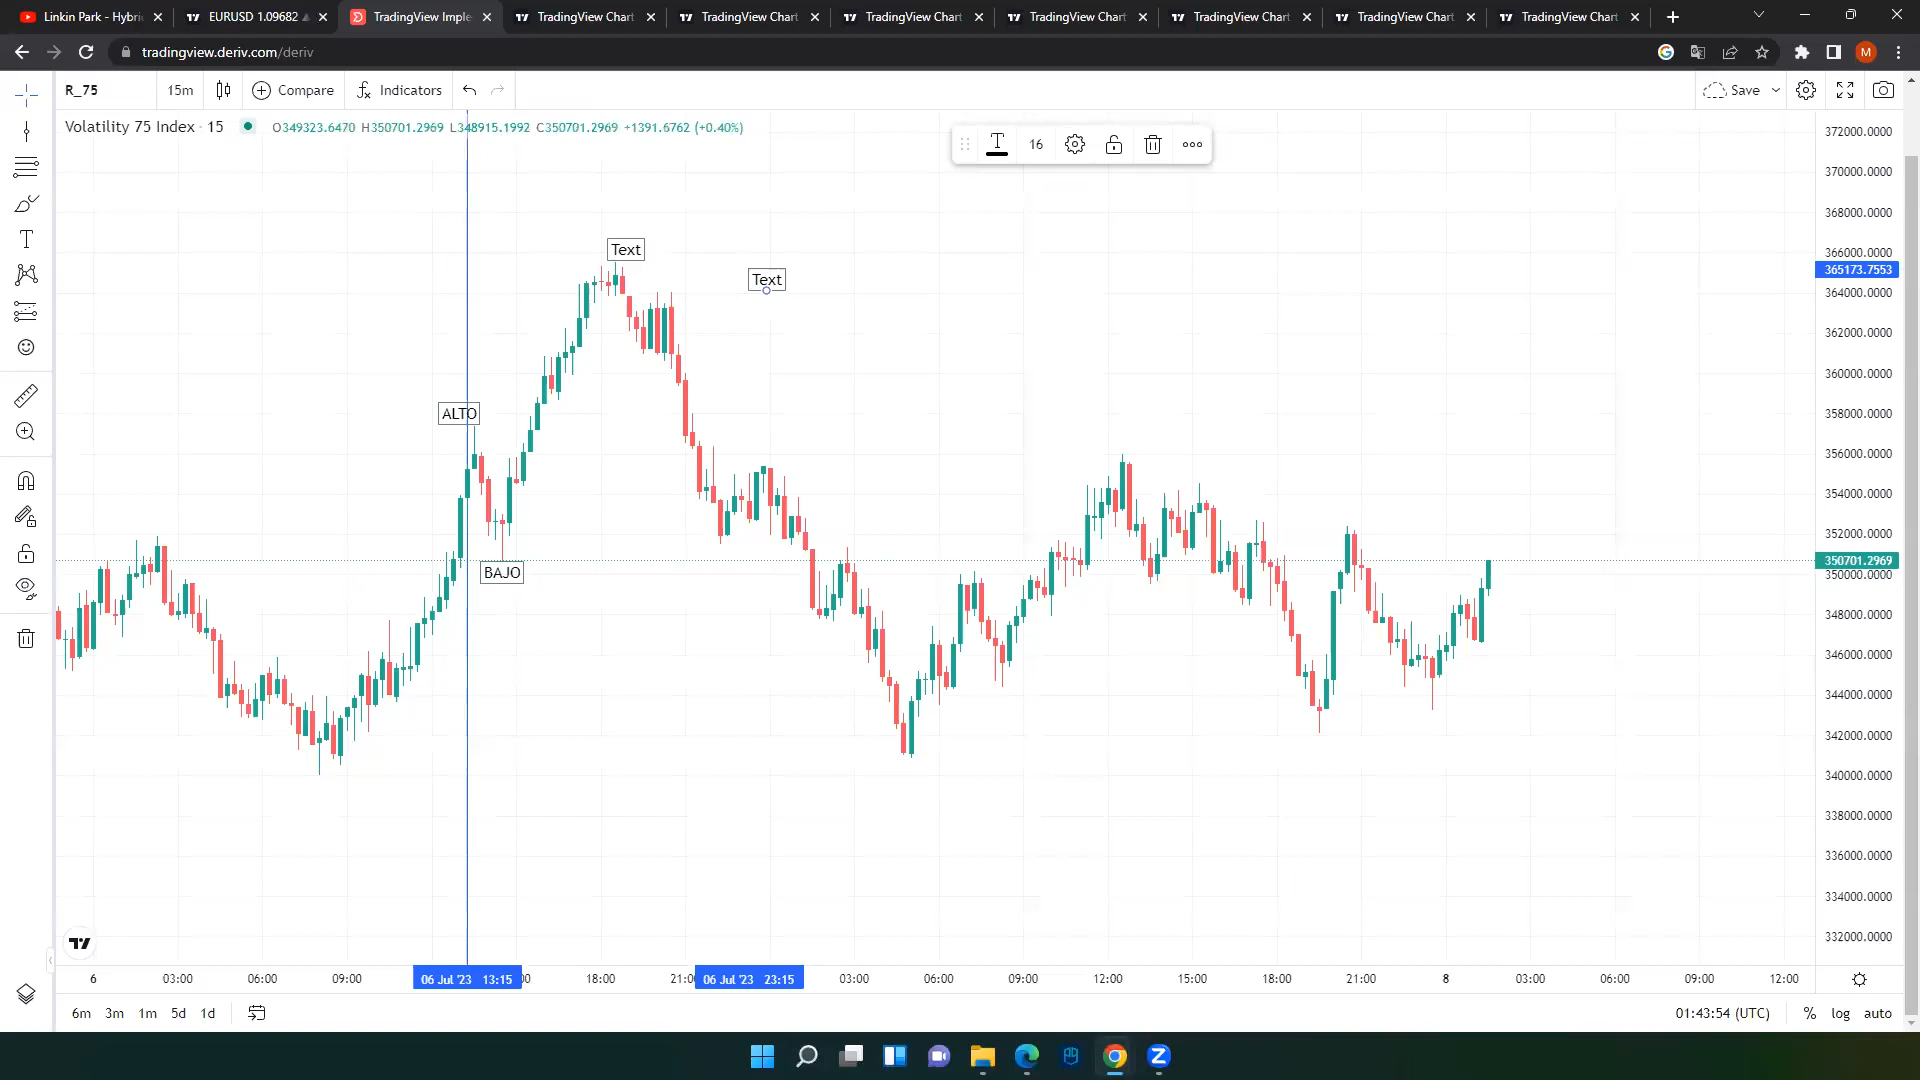 Linkin Park - Hybri
EURUSD 1.09682
TradingView Imple
TradingView Chart
TradingView Chart
TradingView Chart
TradingView Chart
TradingView Chart
TradingView Chart
TradingView Chart
tradingview.deriv.com/deriv
M
R_75
15m
Compare
Indicators
Save
Volatility 75 Index · 15
O349323.6470 H350701.2969 L348915.1992 C350701.2969 +1391.6762 (+0.40%)
16
Text
Text
ALTO
BAJO
372000.0000
370000.0000
368000.0000
366000.0000
365173.7553
364000.0000
362000.0000
360000.0000
358000.0000
356000.0000
354000.0000
352000.0000
350701.2969
350000.0000
348000.0000
346000.0000
344000.0000
342000.0000
340000.0000
338000.0000
336000.0000
334000.0000
332000.0000
6 03:00 06:00 09:00 06 Jul '23 13:15 18:00 21:0 06 Jul '23 23:15 03:00 06:00 09:00 12:00 15:00 18:00 21:00 8 03:00 06:00 09:00 12:00
6m 3m 1m 5d 1d
01:43:54 (UTC)
% log auto